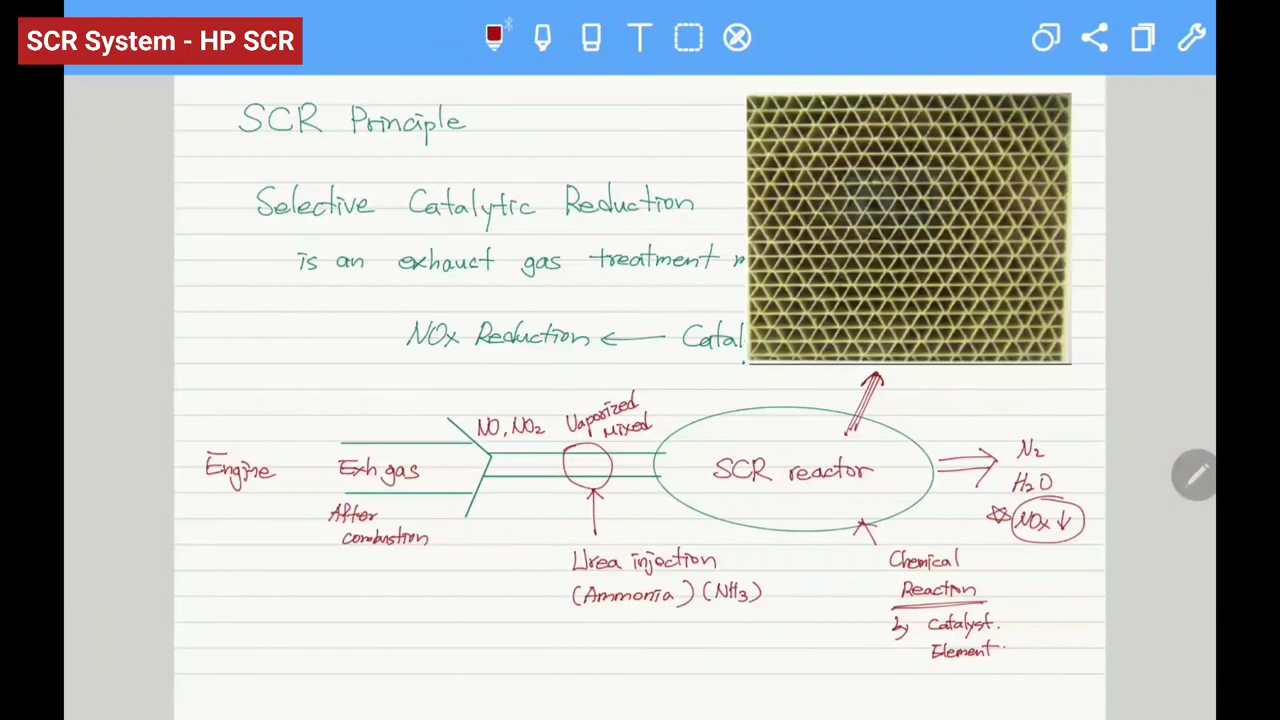 SCR System - HP SCR
SCR Principle
Selective Catalytic Reduction
is an exhauct gas treatment m
NOx Reduction ← Catal
Engine
Exh gas
After
combustion
NO, NO2
Vaporized
Mixed
Urea injection
(Ammonia) (NH3)
SCR reactor
Chemical
Reaction
by Catalyst.
Element
N2
H2O
☆ NOx ↓